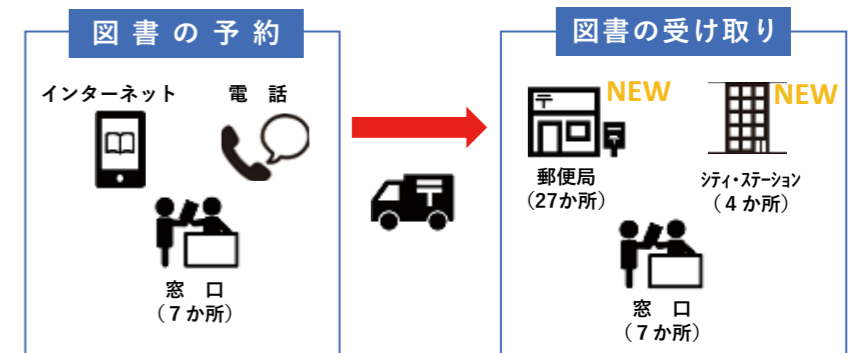 図書の予約
インターネット
電話
窓口
(7か所)
図書の受け取り
NEW
郵便局
(27か所)
NEW
ｼﾃｨ･ｽﾃｰｼｮﾝ
(4か所)
窓口
(7か所)